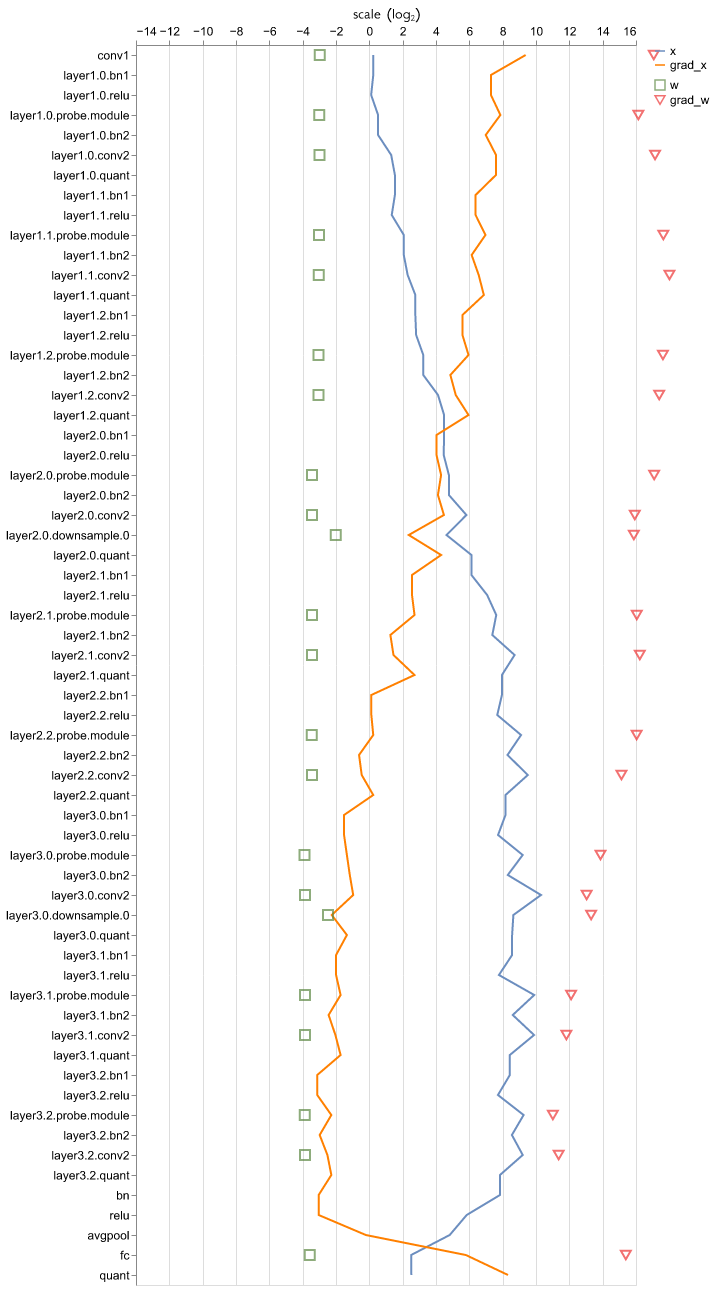 scale (log₂)
−14 −12 −10 −8 −6 −4 −2 0 2 4 6 8 10 12 14 16
conv1
layer1.0.bn1
layer1.0.relu
layer1.0.probe.module
layer1.0.bn2
layer1.0.conv2
layer1.0.quant
layer1.1.bn1
layer1.1.relu
layer1.1.probe.module
layer1.1.bn2
layer1.1.conv2
layer1.1.quant
layer1.2.bn1
layer1.2.relu
layer1.2.probe.module
layer1.2.bn2
layer1.2.conv2
layer1.2.quant
layer2.0.bn1
layer2.0.relu
layer2.0.probe.module
layer2.0.bn2
layer2.0.conv2
layer2.0.downsample.0
layer2.0.quant
layer2.1.bn1
layer2.1.relu
layer2.1.probe.module
layer2.1.bn2
layer2.1.conv2
layer2.1.quant
layer2.2.bn1
layer2.2.relu
layer2.2.probe.module
layer2.2.bn2
layer2.2.conv2
layer2.2.quant
layer3.0.bn1
layer3.0.relu
layer3.0.probe.module
layer3.0.bn2
layer3.0.conv2
layer3.0.downsample.0
layer3.0.quant
layer3.1.bn1
layer3.1.relu
layer3.1.probe.module
layer3.1.bn2
layer3.1.conv2
layer3.1.quant
layer3.2.bn1
layer3.2.relu
layer3.2.probe.module
layer3.2.bn2
layer3.2.conv2
layer3.2.quant
bn
relu
avgpool
fc
quant
x
grad_x
w
grad_w